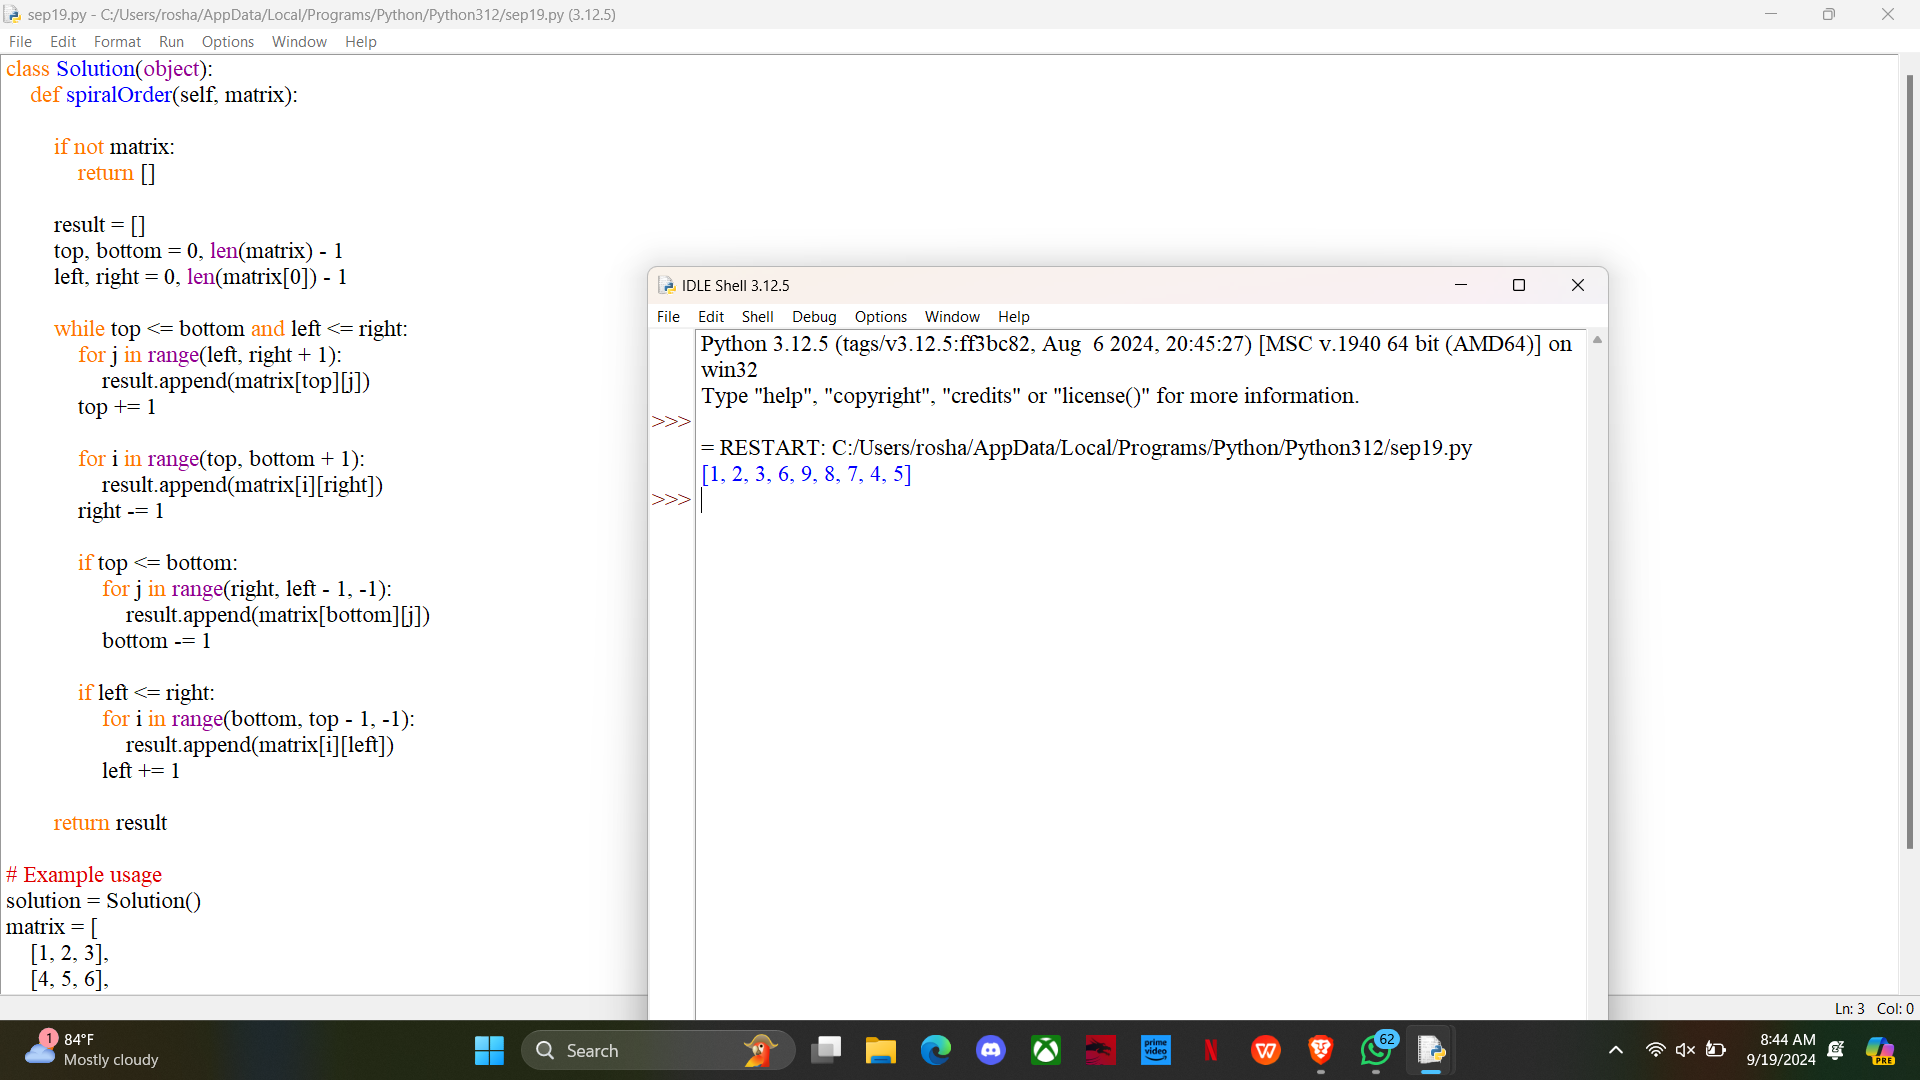 sep19.py - C:/Users/rosha/AppData/Local/Programs/Python/Python312/sep19.py (3.12.5)
File Edit Format Run Options Window Help
class Solution(object):
    def spiralOrder(self, matrix):
        if not matrix:
            return []
        result = []
        top, bottom = 0, len(matrix) - 1
        left, right = 0, len(matrix[0]) - 1
        while top <= bottom and left <= right:
            for j in range(left, right + 1):
                result.append(matrix[top][j])
            top += 1
            for i in range(top, bottom + 1):
                result.append(matrix[i][right])
            right -= 1
            if top <= bottom:
                for j in range(right, left - 1, -1):
                    result.append(matrix[bottom][j])
                bottom -= 1
            if left <= right:
                for i in range(bottom, top - 1, -1):
                    result.append(matrix[i][left])
                left += 1
        return result
# Example usage
solution = Solution()
matrix = [
    [1, 2, 3],
    [4, 5, 6],
IDLE Shell 3.12.5
File Edit Shell Debug Options Window Help
Python 3.12.5 (tags/v3.12.5:ff3bc82, Aug  6 2024, 20:45:27) [MSC v.1940 64 bit (AMD64)] on
win32
Type "help", "copyright", "credits" or "license()" for more information.
>>>
= RESTART: C:/Users/rosha/AppData/Local/Programs/Python/Python312/sep19.py
[1, 2, 3, 6, 9, 8, 7, 4, 5]
>>>
Ln: 3 Col: 0
1
84°F
Mostly cloudy
Search
prime
video
N
W
62
8:44 AM
9/19/2024
PRE